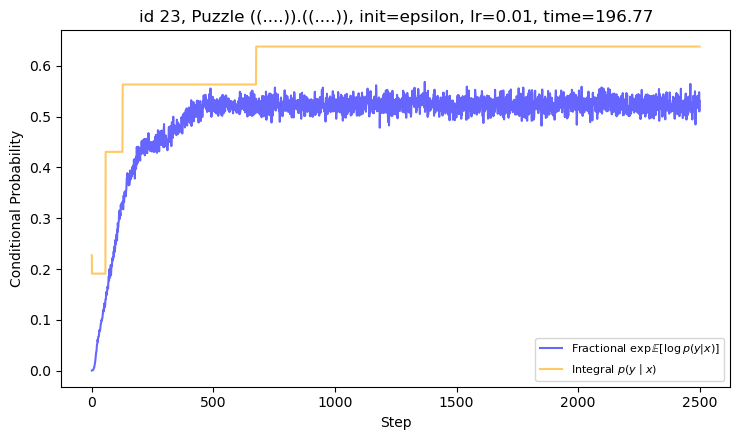 id 23, Puzzle ((....)).((....)), init=epsilon, lr=0.01, time=196.77
Conditional Probability
0.6
0.5
0.4
0.3
0.2
0.1
0.0
Fractional exp𝔼[log p(y|x)]
Integral p(y | x)
0 500 1000 1500 2000 2500
Step